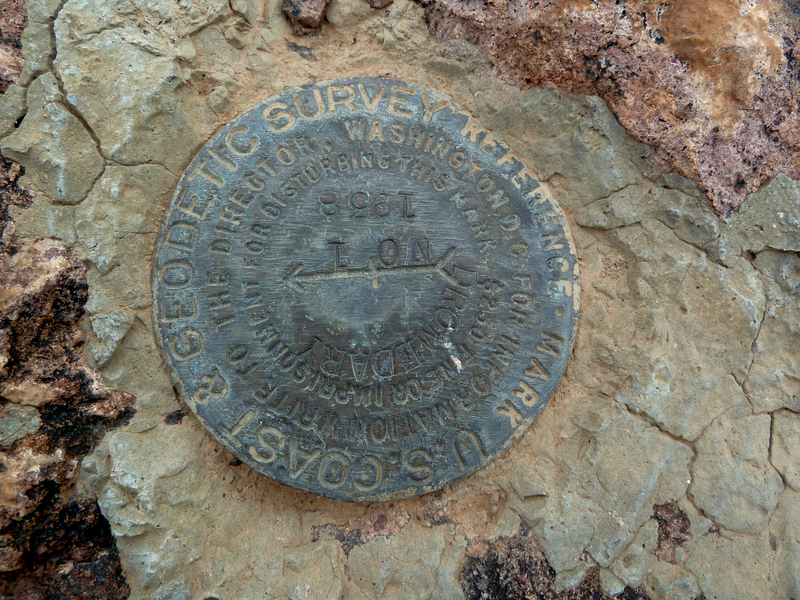 U.S. COAST & GEODETIC SURVEY REFERENCE MARK
WRITE TO THE DIRECTOR, WASHINGTON, D.C. FOR INFORMATION
$250 FINE OR IMPRISONMENT FOR DISTURBING THIS MARK.
DROMEDARY
NO 1
1958